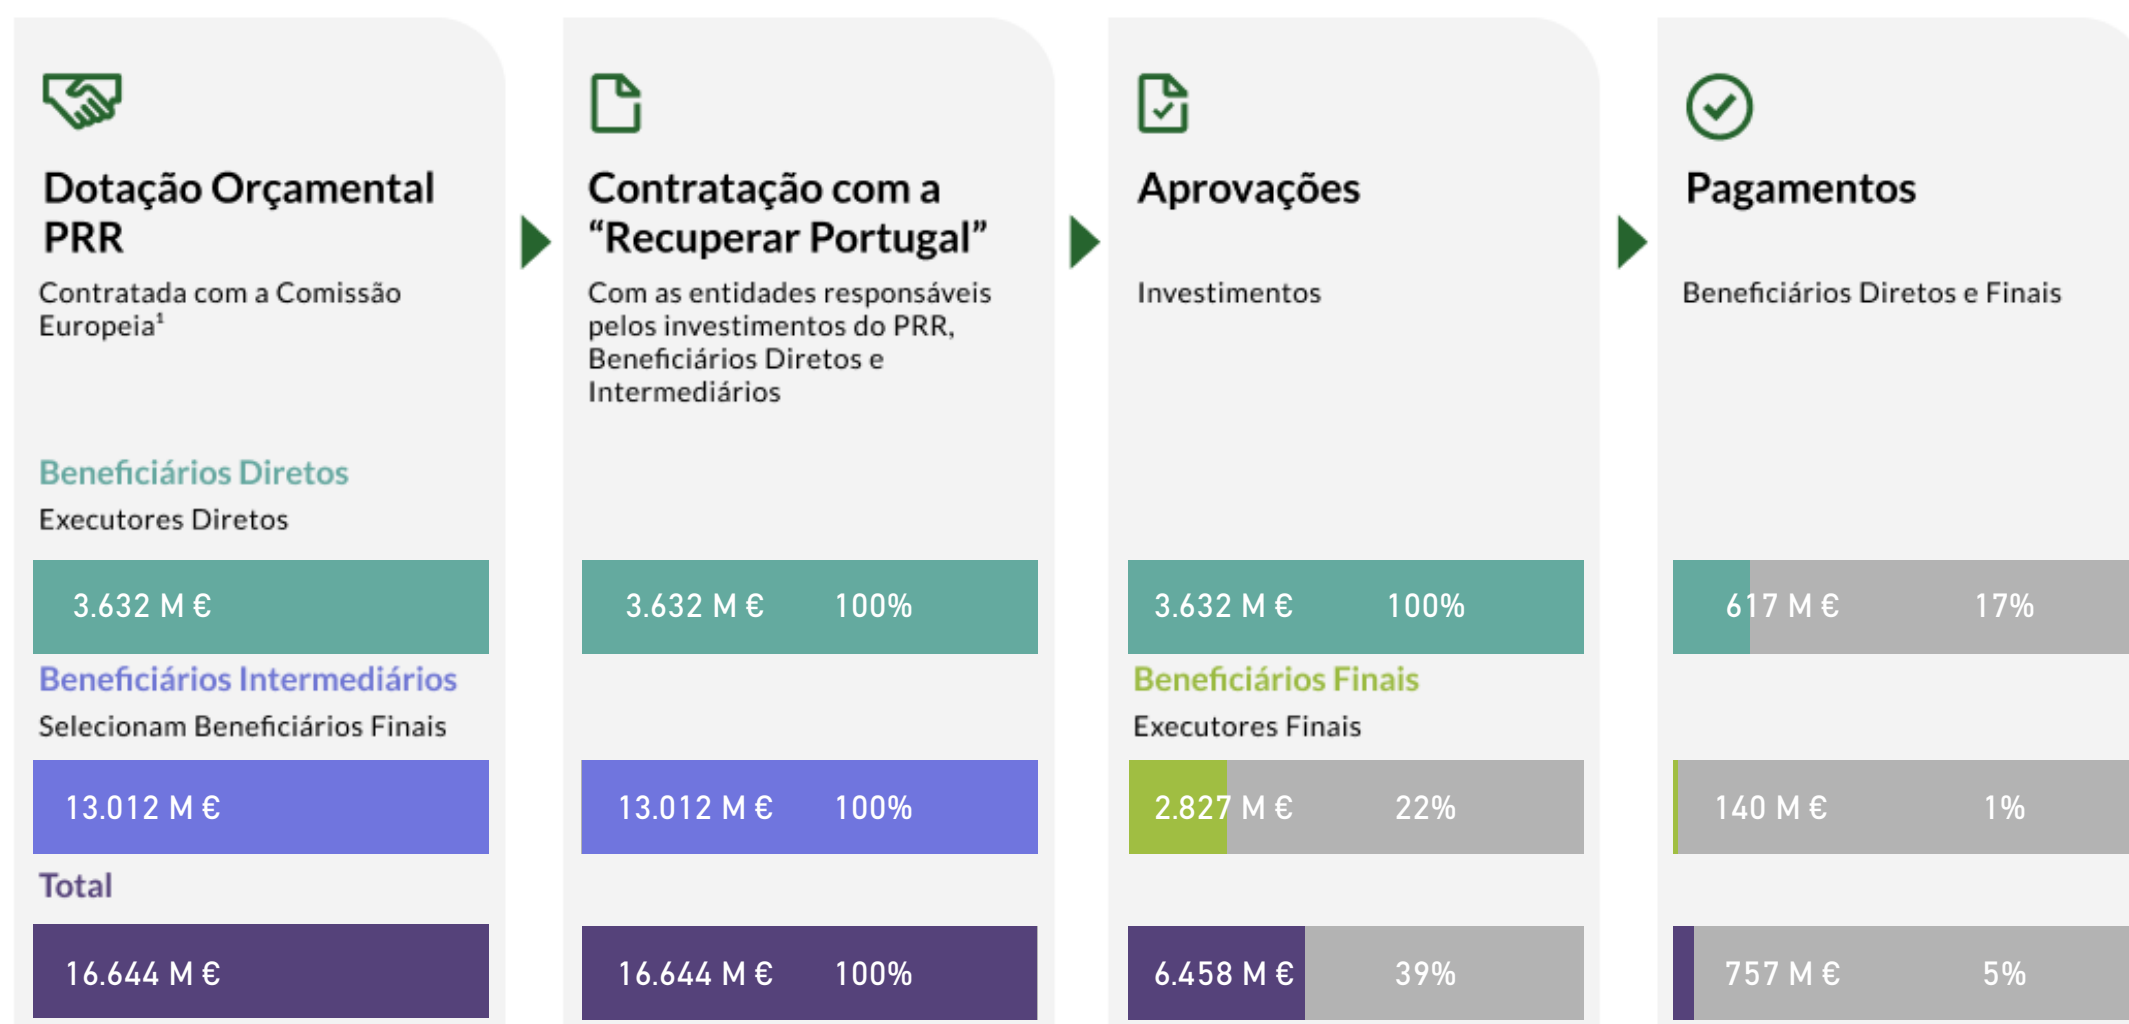 Dotação Orçamental
PRR
Contratada com a Comissão
Europeia¹
Contratação com a
“Recuperar Portugal”
Com as entidades responsáveis
pelos investimentos do PRR,
Beneficiários Diretos e
Intermediários
Aprovações
Investimentos
Pagamentos
Beneficiários Diretos e Finais
Beneficiários Diretos
Executores Diretos
3.632 M €
3.632 M € 100%
3.632 M € 100%
617 M € 17%
Beneficiários Intermediários
Selecionam Beneficiários Finais
Beneficiários Finais
Executores Finais
13.012 M €
13.012 M € 100%
2.827 M € 22%
140 M € 1%
Total
16.644 M €
16.644 M € 100%
6.458 M € 39%
757 M € 5%